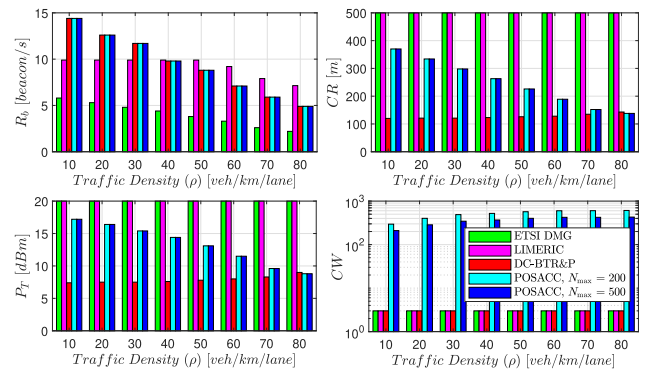 15
10
5
0
R_b [beacon/s]
10 20 30 40 50 60 70 80
Traffic Density (ρ) [veh/km/lane]
500
400
300
200
100
0
CR [m]
10 20 30 40 50 60 70 80
Traffic Density (ρ) [veh/km/lane]
20
15
10
5
0
P_T [dBm]
10 20 30 40 50 60 70 80
Traffic Density (ρ) [veh/km/lane]
10^3
10^2
10^0
CW
ETSI DMG
LIMERIC
DC-BTR&P
POSACC, N_max = 200
POSACC, N_max = 500
10 20 30 40 50 60 70 80
Traffic Density (ρ) [veh/km/lane]